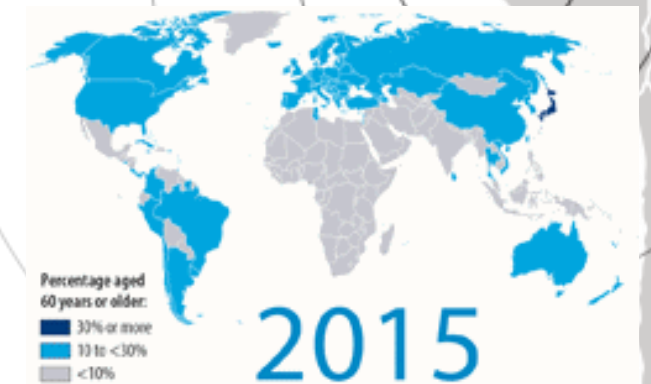 Percentage aged
60 years or older:
30% or more
10 to <30%
<10%
2015